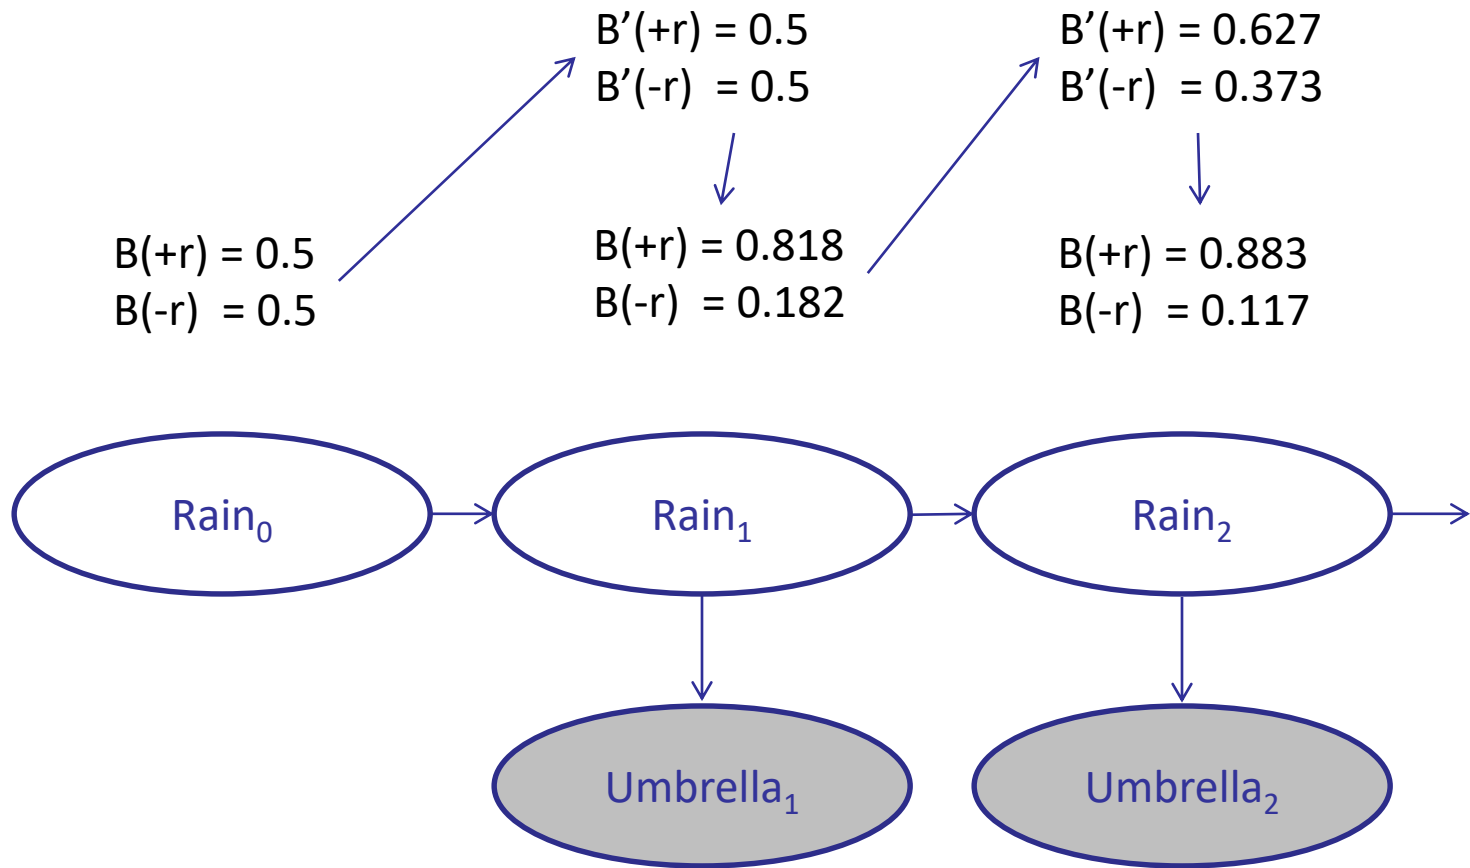 B’(+r) = 0.5
B’(-r) = 0.5
B’(+r) = 0.627
B’(-r) = 0.373
B(+r) = 0.5
B(-r) = 0.5
B(+r) = 0.818
B(-r) = 0.182
B(+r) = 0.883
B(-r) = 0.117
Rain₀
Rain₁
Rain₂
Umbrella₁
Umbrella₂